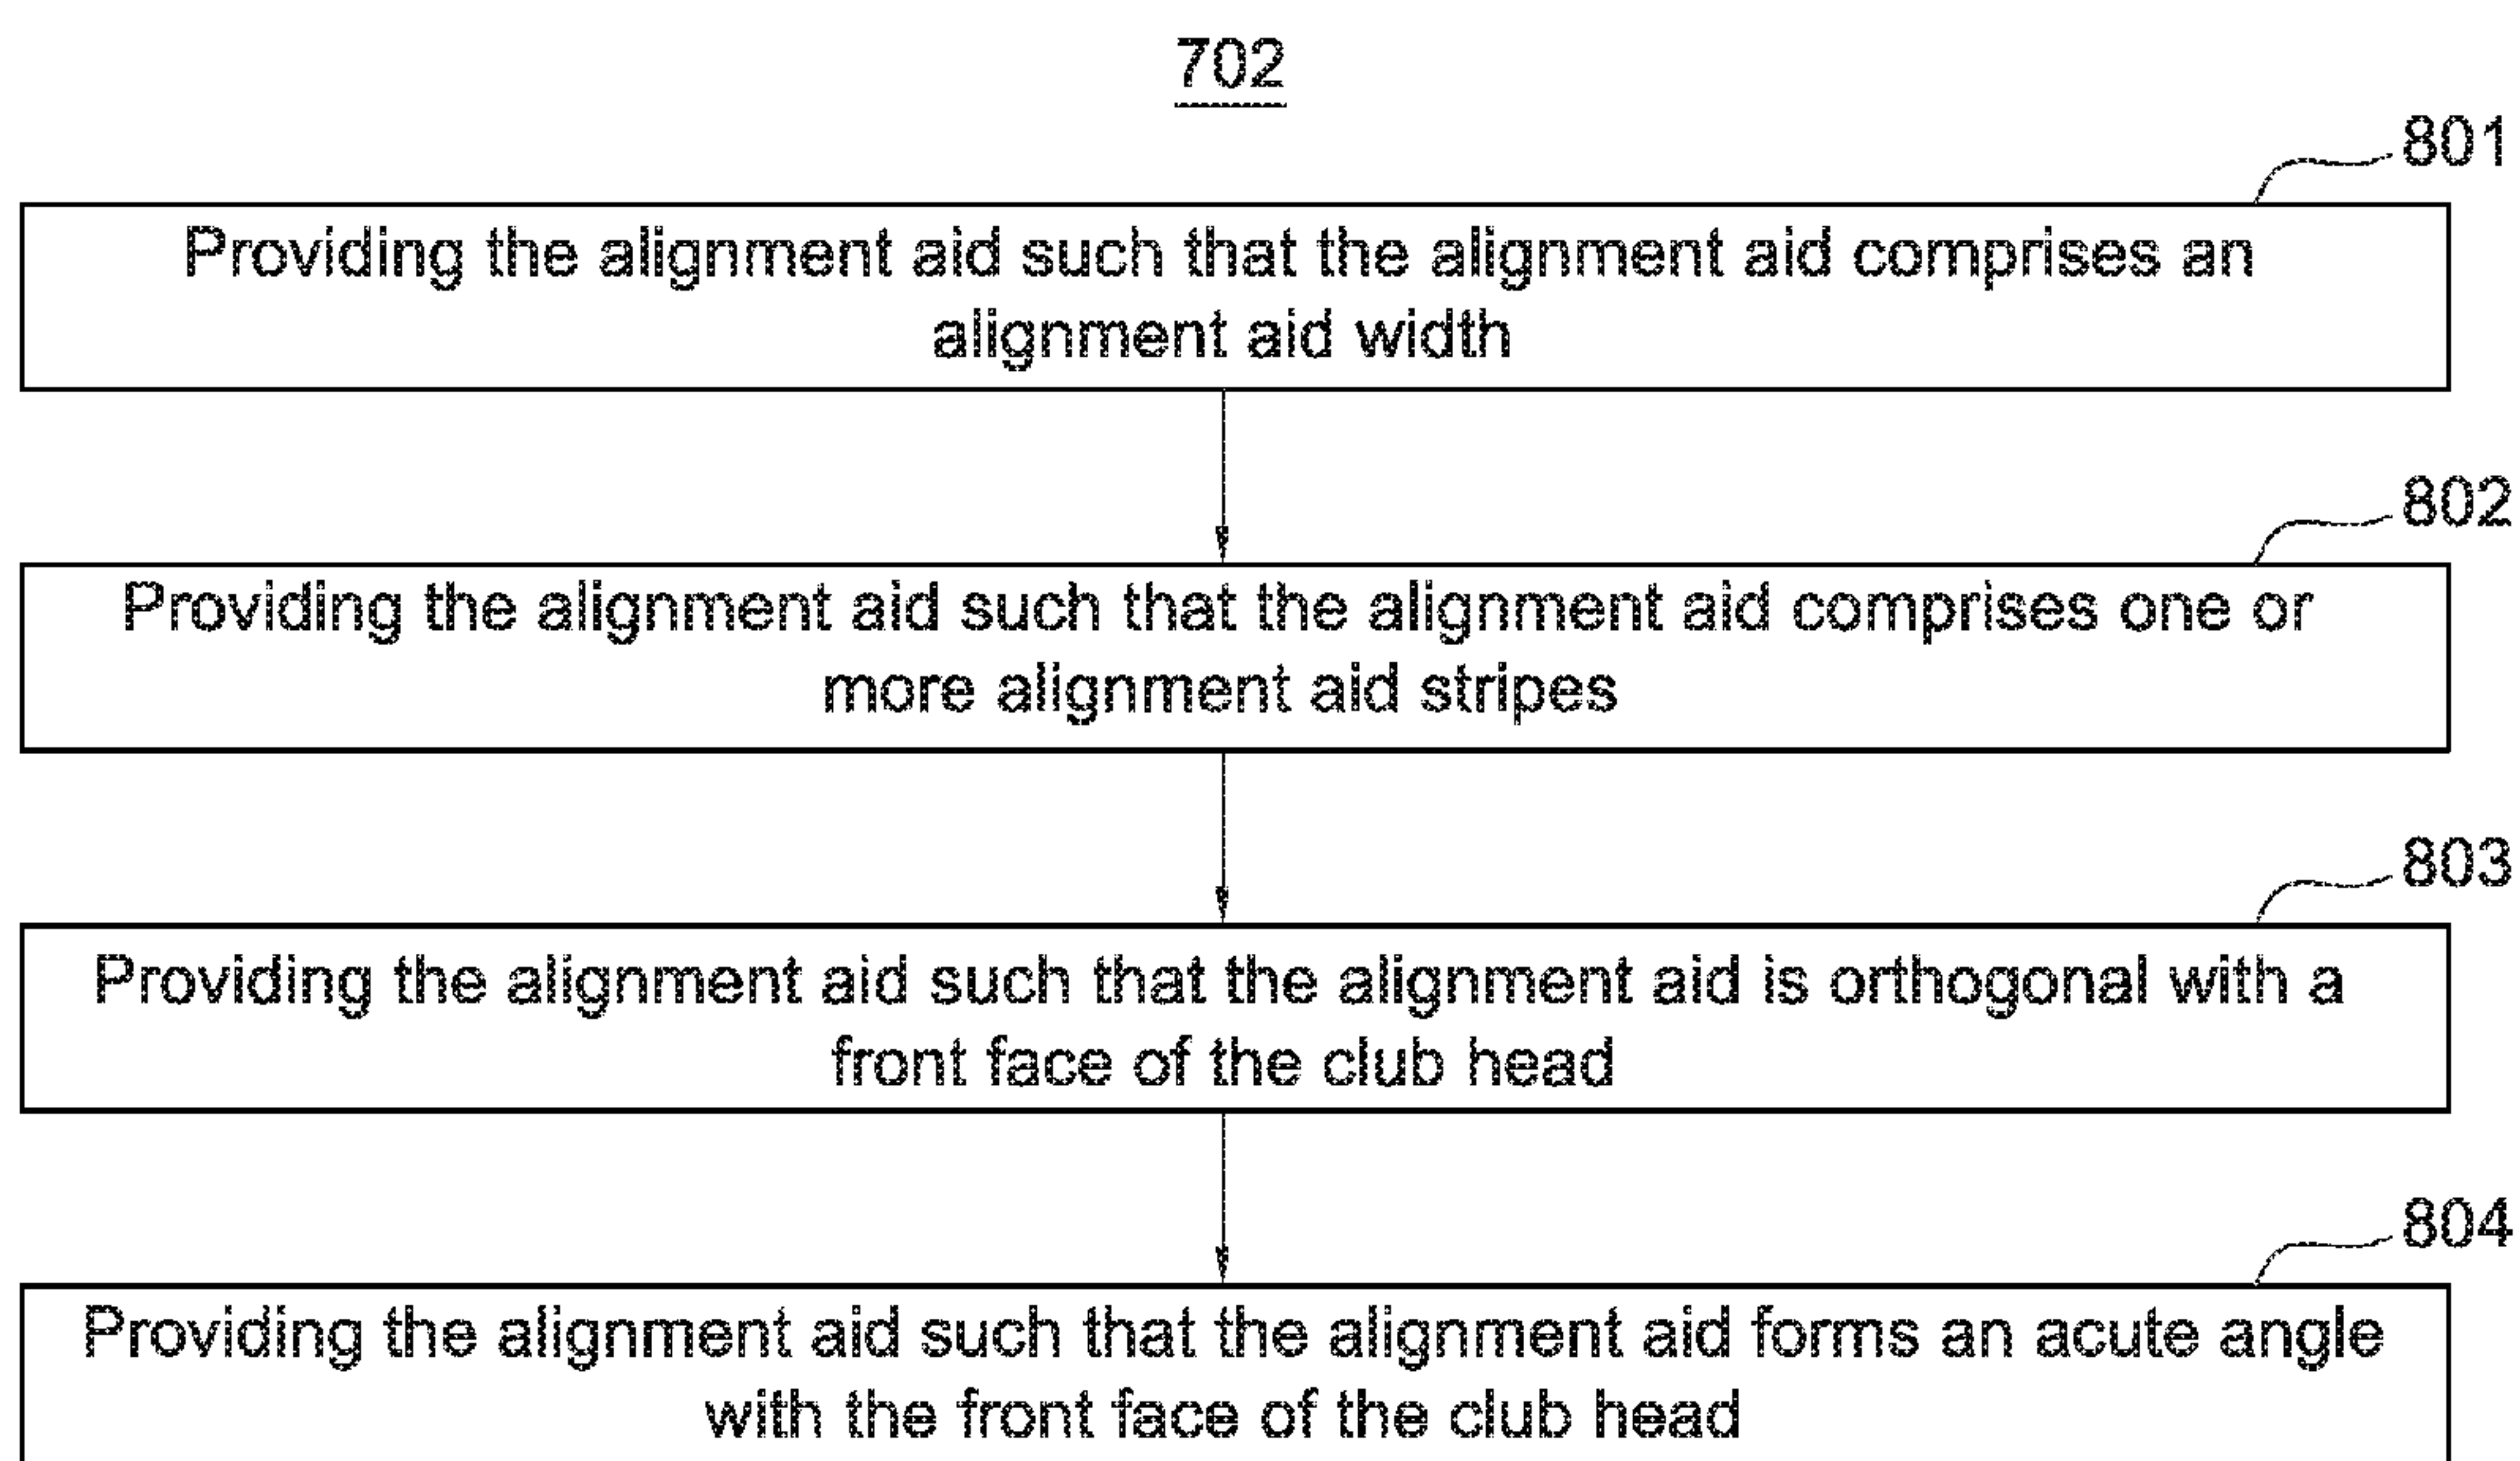 702
801
Providing the alignment aid such that the alignment aid comprises an
alignment aid width
802
Providing the alignment aid such that the alignment aid comprises one or
more alignment aid stripes
803
Providing the alignment aid such that the alignment aid is orthogonal with a
front face of the club head
804
Providing the alignment aid such that the alignment aid forms an acute angle
with the front face of the club head